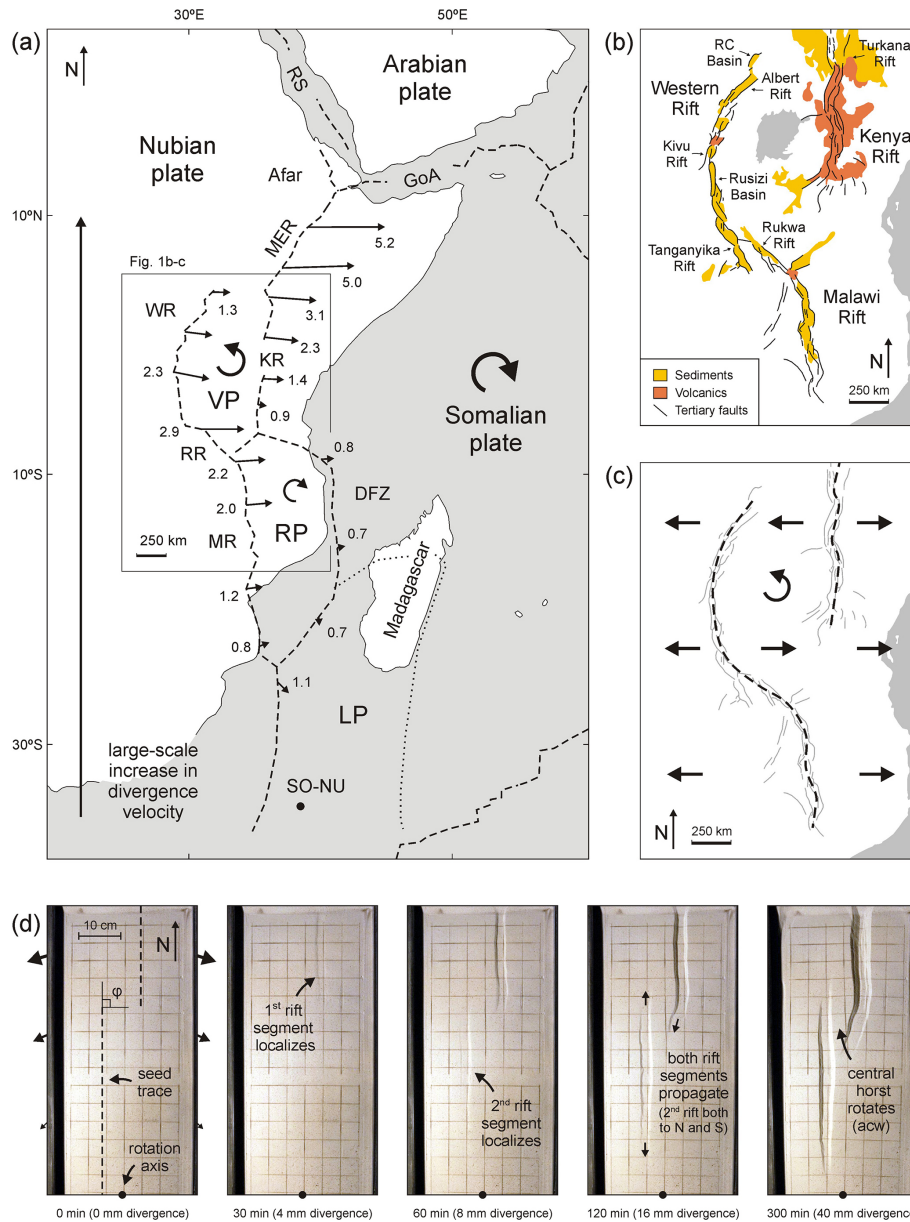 30°E
50°E
(a)
N
RS
Arabian
plate
Nubian
plate
Afar
GoA
10°N
MER
5.2
5.0
Fig. 1b-c
WR
1.3
3.1
2.3
KR
2.3
1.4
VP
0.9
2.9
RR
0.8
2.2
10°S
DFZ
2.0
RP
MR
0.7
250 km
Madagascar
1.2
0.7
0.8
1.1
LP
30°S
large-scale
increase in
divergence
velocity
SO-NU
Somalian
plate
(b)
RC
Basin
Turkana
Rift
Albert
Rift
Western
Rift
Kenya
Rift
Kivu
Rift
Rusizi
Basin
Rukwa
Rift
Tanganyika
Rift
Malawi
Rift
N
Sediments
Volcanics
Tertiary faults
250 km
(c)
N
250 km
(d)
10 cm
N
φ
seed
trace
rotation
axis
0 min (0 mm divergence)
1st rift
segment
localizes
30 min (4 mm divergence)
2nd rift
segment
localizes
60 min (8 mm divergence)
both rift
segments
propagate
(2nd rift both
to N and S)
120 min (16 mm divergence)
central
horst
rotates
(acw)
300 min (40 mm divergence